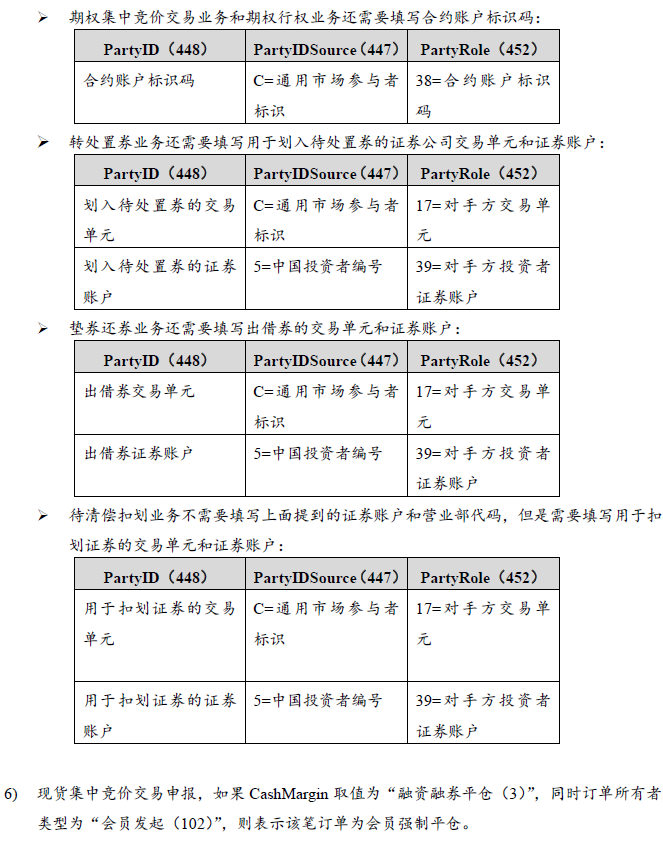 ➢ 期权集中竞价交易业务和期权行权业务还需要填写合约账户标识码：
PartyID（448） PartyIDSource（447） PartyRole（452）
合约账户标识码 C=通用市场参与者 38=合约账户标识
标识 码
➢ 转处置券业务还需要填写用于划入待处置券的证券公司交易单元和证券账户：
PartyID（448） PartyIDSource（447） PartyRole（452）
划入待处置券的交易 C=通用市场参与者 17=对手方交易单
单元 标识 元
划入待处置券的证券 5=中国投资者编号 39=对手方投资者
账户 证券账户
➢ 垫券还券业务还需要填写出借券的交易单元和证券账户：
PartyID（448） PartyIDSource（447） PartyRole（452）
出借券交易单元 C=通用市场参与者 17=对手方交易单
标识 元
出借券证券账户 5=中国投资者编号 39=对手方投资者
证券账户
➢ 待清偿扣划业务不需要填写上面提到的证券账户和营业部代码，但是需要填写用于扣
划证券的交易单元和证券账户：
PartyID（448） PartyIDSource（447） PartyRole（452）
用于扣划证券的交易 C=通用市场参与者 17=对手方交易单
单元 标识 元
用于扣划证券的证券 5=中国投资者编号 39=对手方投资者
账户 证券账户
6) 现货集中竞价交易申报，如果 CashMargin 取值为“融资融券平仓（3）”，同时订单所有者
类型为“会员发起（102）”，则表示该笔订单为会员强制平仓。